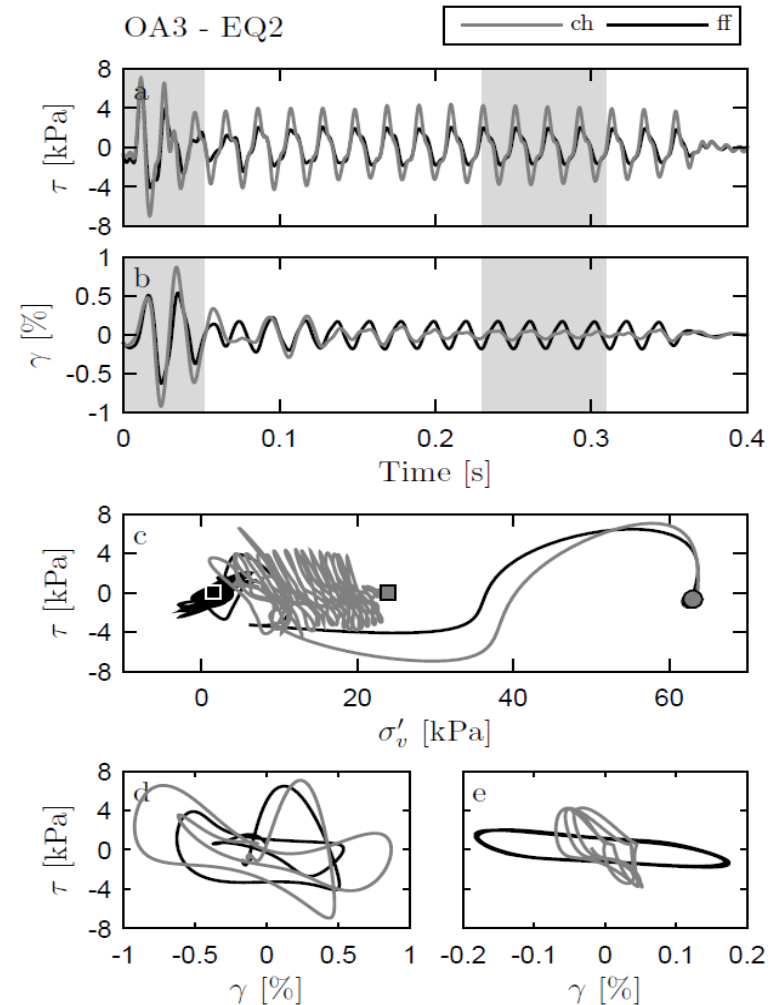 OA3 - EQ2
ch ff
a
τ [kPa]
8
4
0
-4
-8
b
γ [%]
1
0.5
0
-0.5
-1
0 0.1 0.2 0.3 0.4
Time [s]
c
τ [kPa]
8
4
0
-4
-8
0 20 40 60
σ′v [kPa]
d
τ [kPa]
8
4
0
-4
-8
-1 -0.5 0 0.5 1
γ [%]
e
-0.2 -0.1 0 0.1 0.2
γ [%]